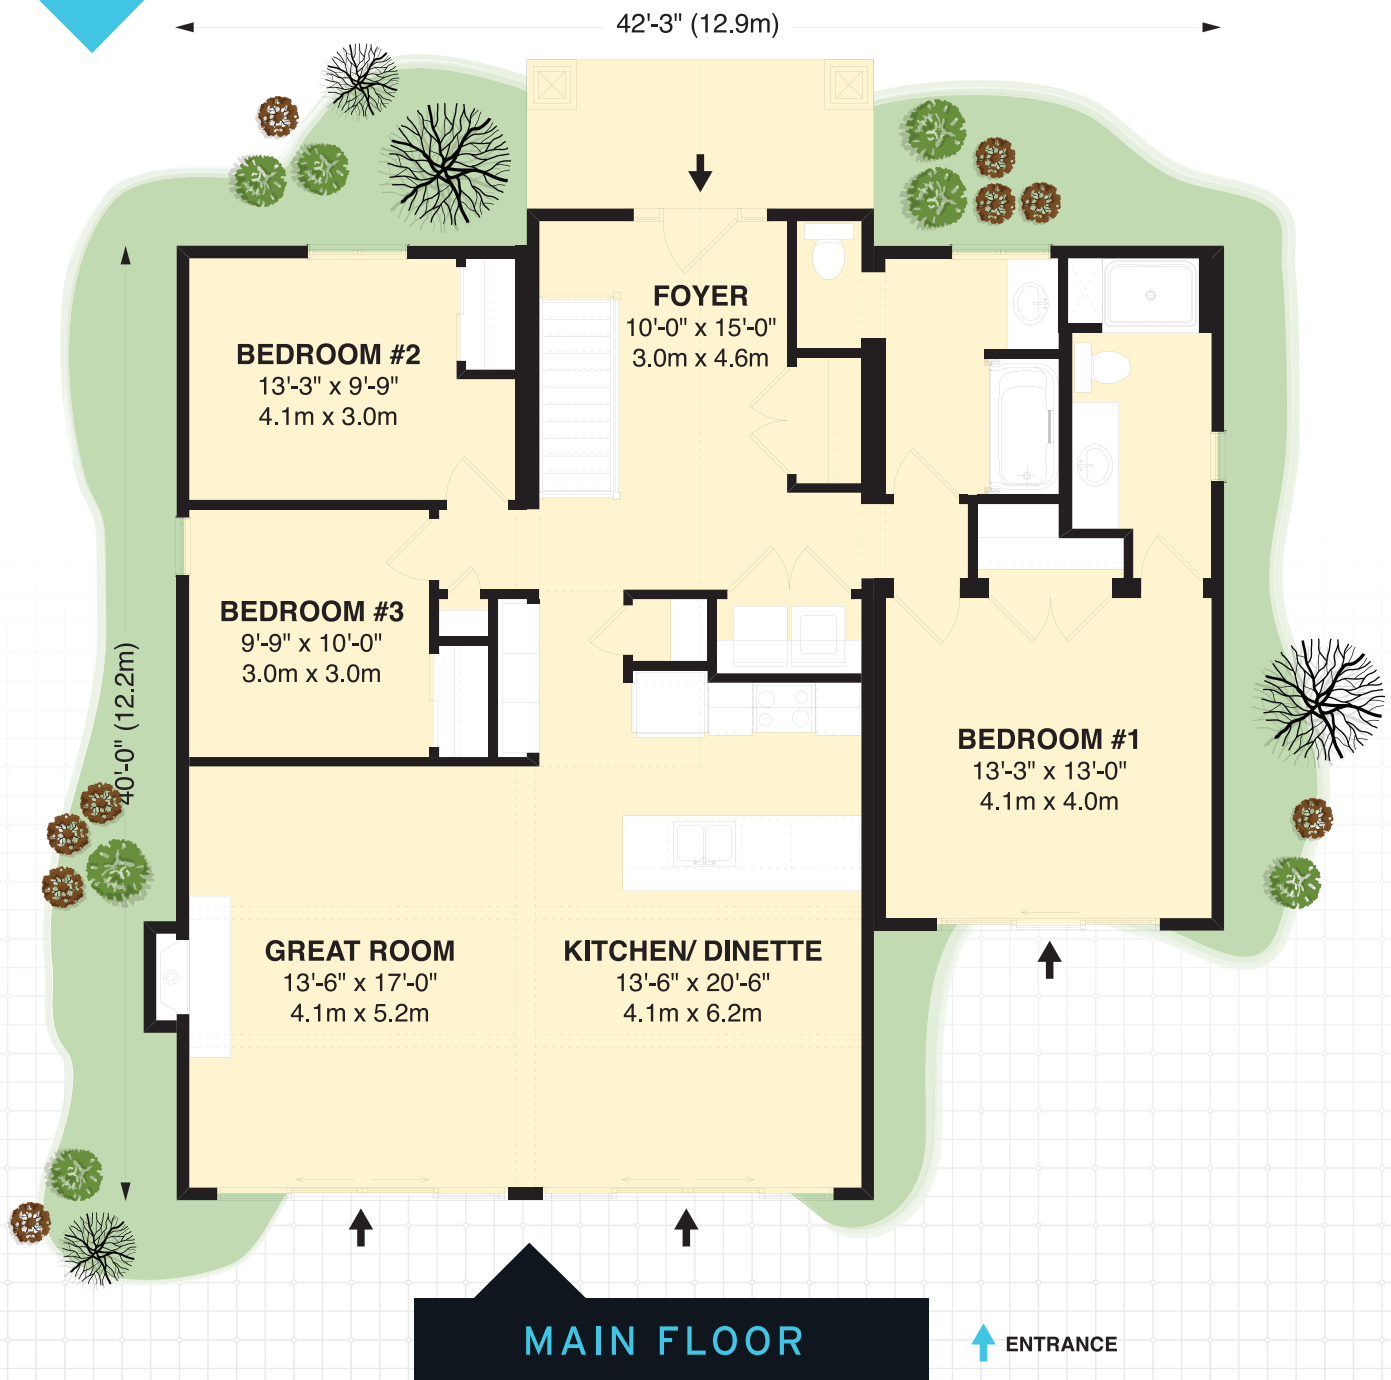 42'-3" (12.9m)
FOYER
10'-0" x 15'-0"
3.0m x 4.6m
BEDROOM #2
13'-3" x 9'-9"
4.1m x 3.0m
BEDROOM #3
9'-9" x 10'-0"
3.0m x 3.0m
40'-0" (12.2m)
BEDROOM #1
13'-3" x 13'-0"
4.1m x 4.0m
GREAT ROOM
13'-6" x 17'-0"
4.1m x 5.2m
KITCHEN/ DINETTE
13'-6" x 20'-6"
4.1m x 6.2m
MAIN FLOOR
ENTRANCE